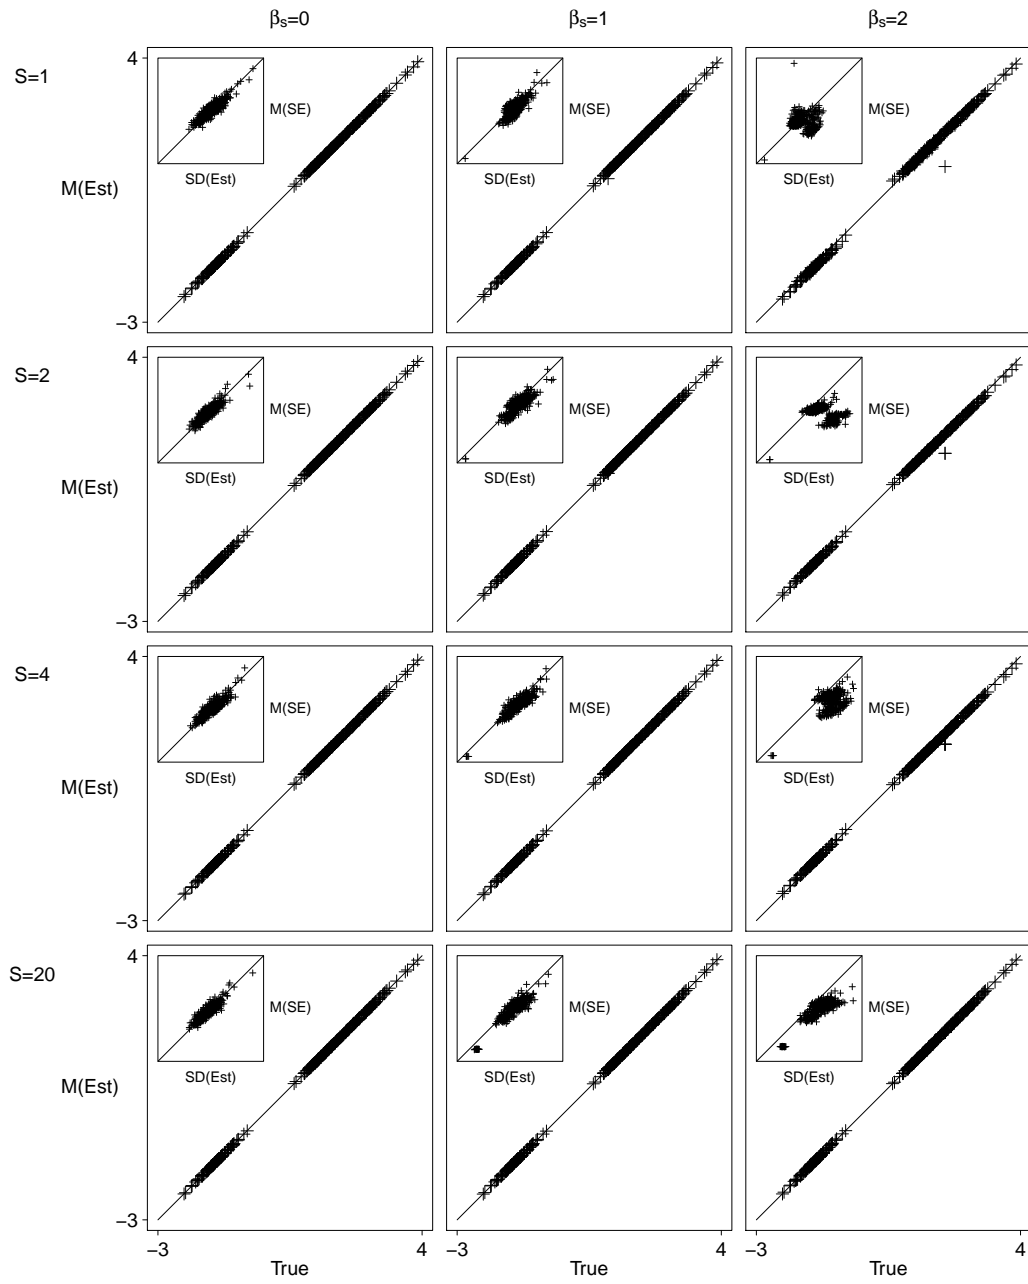 βs=0 βs=1 βs=2
S=1
4
M(SE) M(SE) M(SE)
SD(Est) SD(Est) SD(Est)
M(Est)
−3
S=2
4
M(SE) M(SE) M(SE)
SD(Est) SD(Est) SD(Est)
M(Est)
−3
S=4
4
M(SE) M(SE) M(SE)
SD(Est) SD(Est) SD(Est)
M(Est)
−3
S=20
4
M(SE) M(SE) M(SE)
SD(Est) SD(Est) SD(Est)
M(Est)
−3
−3 4 −3 4 −3 4
True True True